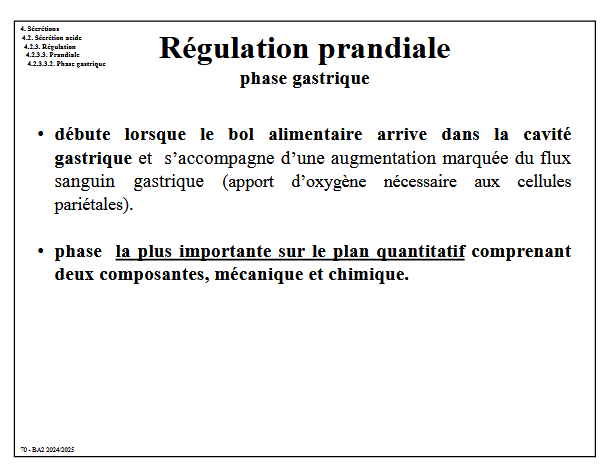 4. Sécrétions
4.2. Sécrétion acide
4.2.3. Régulation
4.2.3.3. Prandiale
4.2.3.3.2. Phase gastrique
Régulation prandiale
phase gastrique
• débute lorsque le bol alimentaire arrive dans la cavité
gastrique et s’accompagne d’une augmentation marquée du flux
sanguin gastrique (apport d’oxygène nécessaire aux cellules
pariétales).
• phase la plus importante sur le plan quantitatif comprenant
deux composantes, mécanique et chimique.
70 - BA2 2024/2025